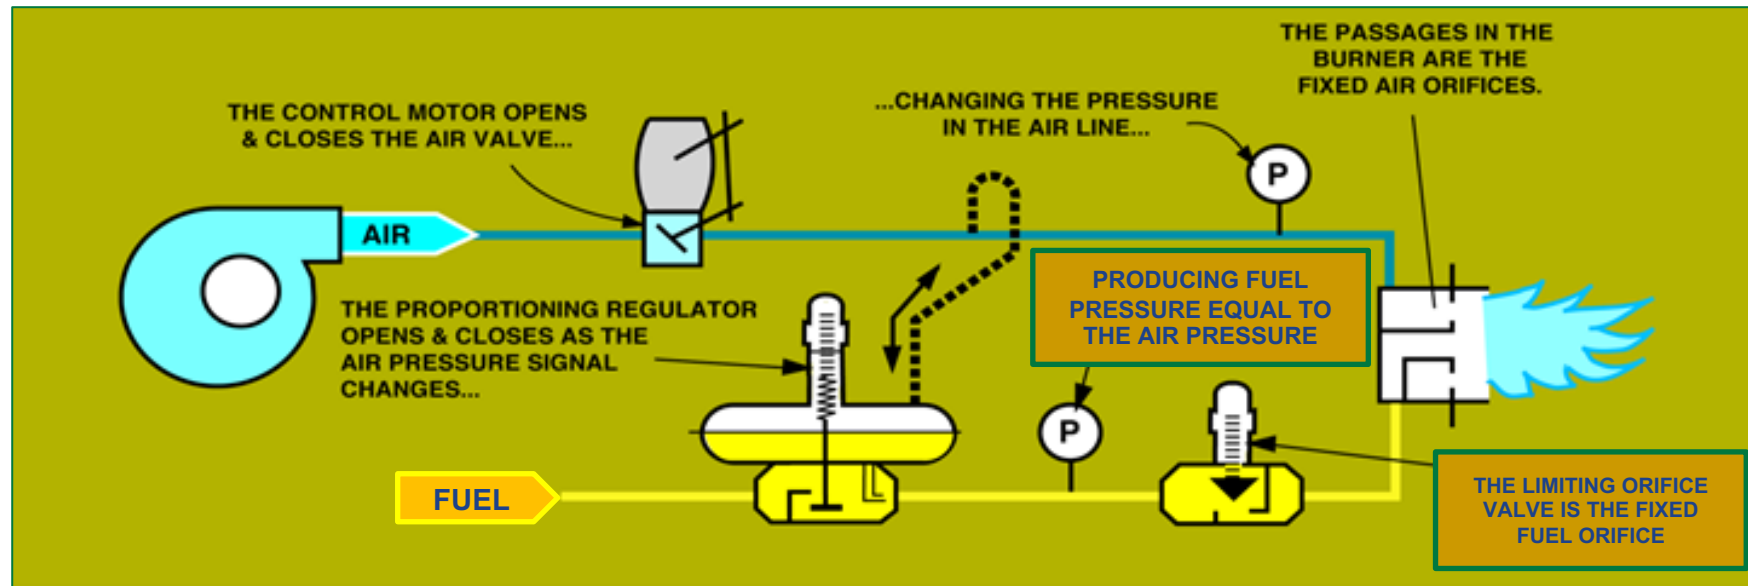 THE PASSAGES IN THE
BURNER ARE THE
FIXED AIR ORIFICES.
THE CONTROL MOTOR OPENS
& CLOSES THE AIR VALVE...
...CHANGING THE PRESSURE
IN THE AIR LINE...
P
AIR
THE PROPORTIONING REGULATOR
OPENS & CLOSES AS THE
AIR PRESSURE SIGNAL
CHANGES...
PRODUCING FUEL
PRESSURE EQUAL TO
THE AIR PRESSURE
P
FUEL
THE LIMITING ORIFICE
VALVE IS THE FIXED
FUEL ORIFICE